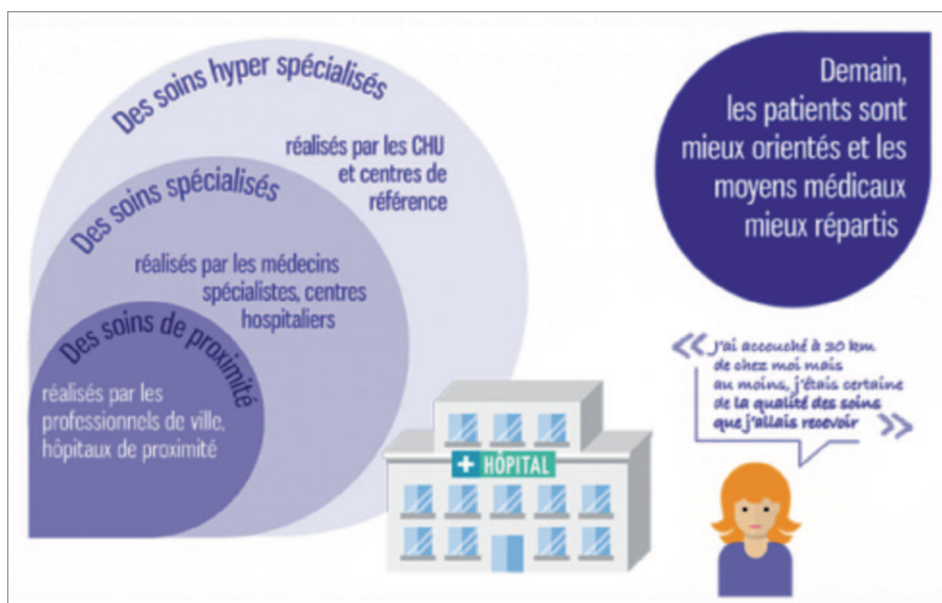 Des soins hyper spécialisés
réalisés par les CHU
et centres de
référence
Des soins spécialisés
réalisés par les médecins
spécialistes, centres
hospitaliers
Des soins de proximité
réalisés par les
professionnels de ville,
hôpitaux de proximité
HÔPITAL
Demain,
les patients sont
mieux orientés et les
moyens médicaux
mieux répartis
« J'ai accouché à 30 km
de chez moi mais
au moins, j'étais certaine
de la qualité des soins
que j'allais recevoir »